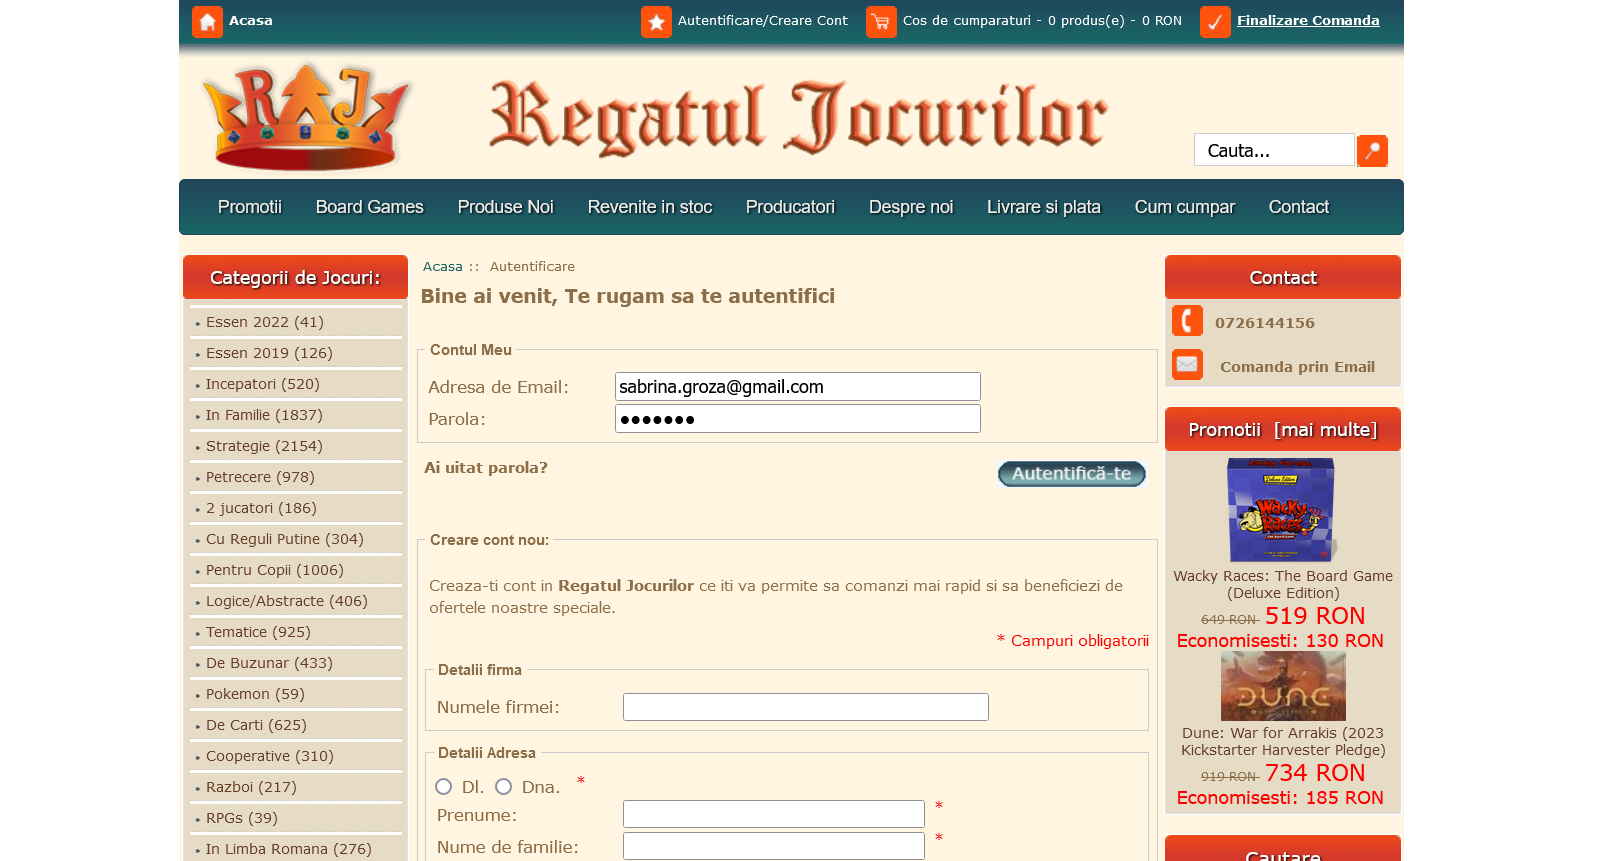 Acasa
Autentificare/Creare Cont
Cos de cumparaturi - 0 produs(e) - 0 RON
Finalizare Comanda
RAJ
Regatul Jocurilor
Cauta...
Promotii
Board Games
Produse Noi
Revenite in stoc
Producatori
Despre noi
Livrare si plata
Cum cumpar
Contact
Categorii de Jocuri:
Essen 2022 (41)
Essen 2019 (126)
Incepatori (520)
In Familie (1837)
Strategie (2154)
Petrecere (978)
2 jucatori (186)
Cu Reguli Putine (304)
Pentru Copii (1006)
Logice/Abstracte (406)
Tematice (925)
De Buzunar (433)
Pokemon (59)
De Carti (625)
Cooperative (310)
Razboi (217)
RPGs (39)
In Limba Romana (276)
Acasa :: Autentificare
Bine ai venit, Te rugam sa te autentifici
Contul Meu
Adresa de Email: sabrina.groza@gmail.com
Parola: •••••••
Ai uitat parola?
Autentifică-te
Creare cont nou:
Creaza-ti cont in Regatul Jocurilor ce iti va permite sa comanzi mai rapid si sa beneficiezi de
ofertele noastre speciale.
* Campuri obligatorii
Detalii firma
Numele firmei:
Detalii Adresa
Dl. Dna. *
Prenume: *
Nume de familie: *
Contact
0726144156
Comanda prin Email
Promotii [mai multe]
Deluxe Edition
Wacky Races
The Board Game
Wacky Races: The Board Game
(Deluxe Edition)
649 RON 519 RON
Economisesti: 130 RON
DUNE
Dune: War for Arrakis (2023
Kickstarter Harvester Pledge)
919 RON 734 RON
Economisesti: 185 RON
Cautare